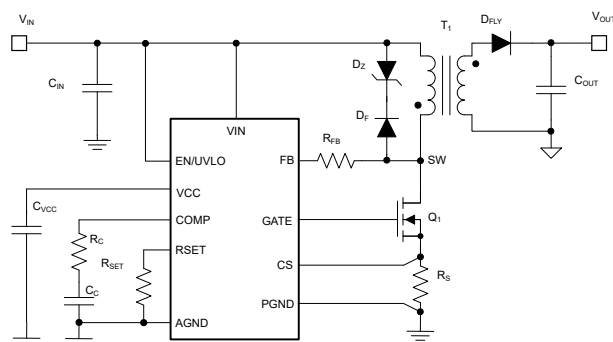 VIN
T1
DFLY
VOUT
DZ
CIN
COUT
DF
VIN
RFB
EN/UVLO
FB
SW
VCC
CVCC
COMP
GATE
Q1
RC
RSET
RSET
CS
RS
CC
PGND
AGND